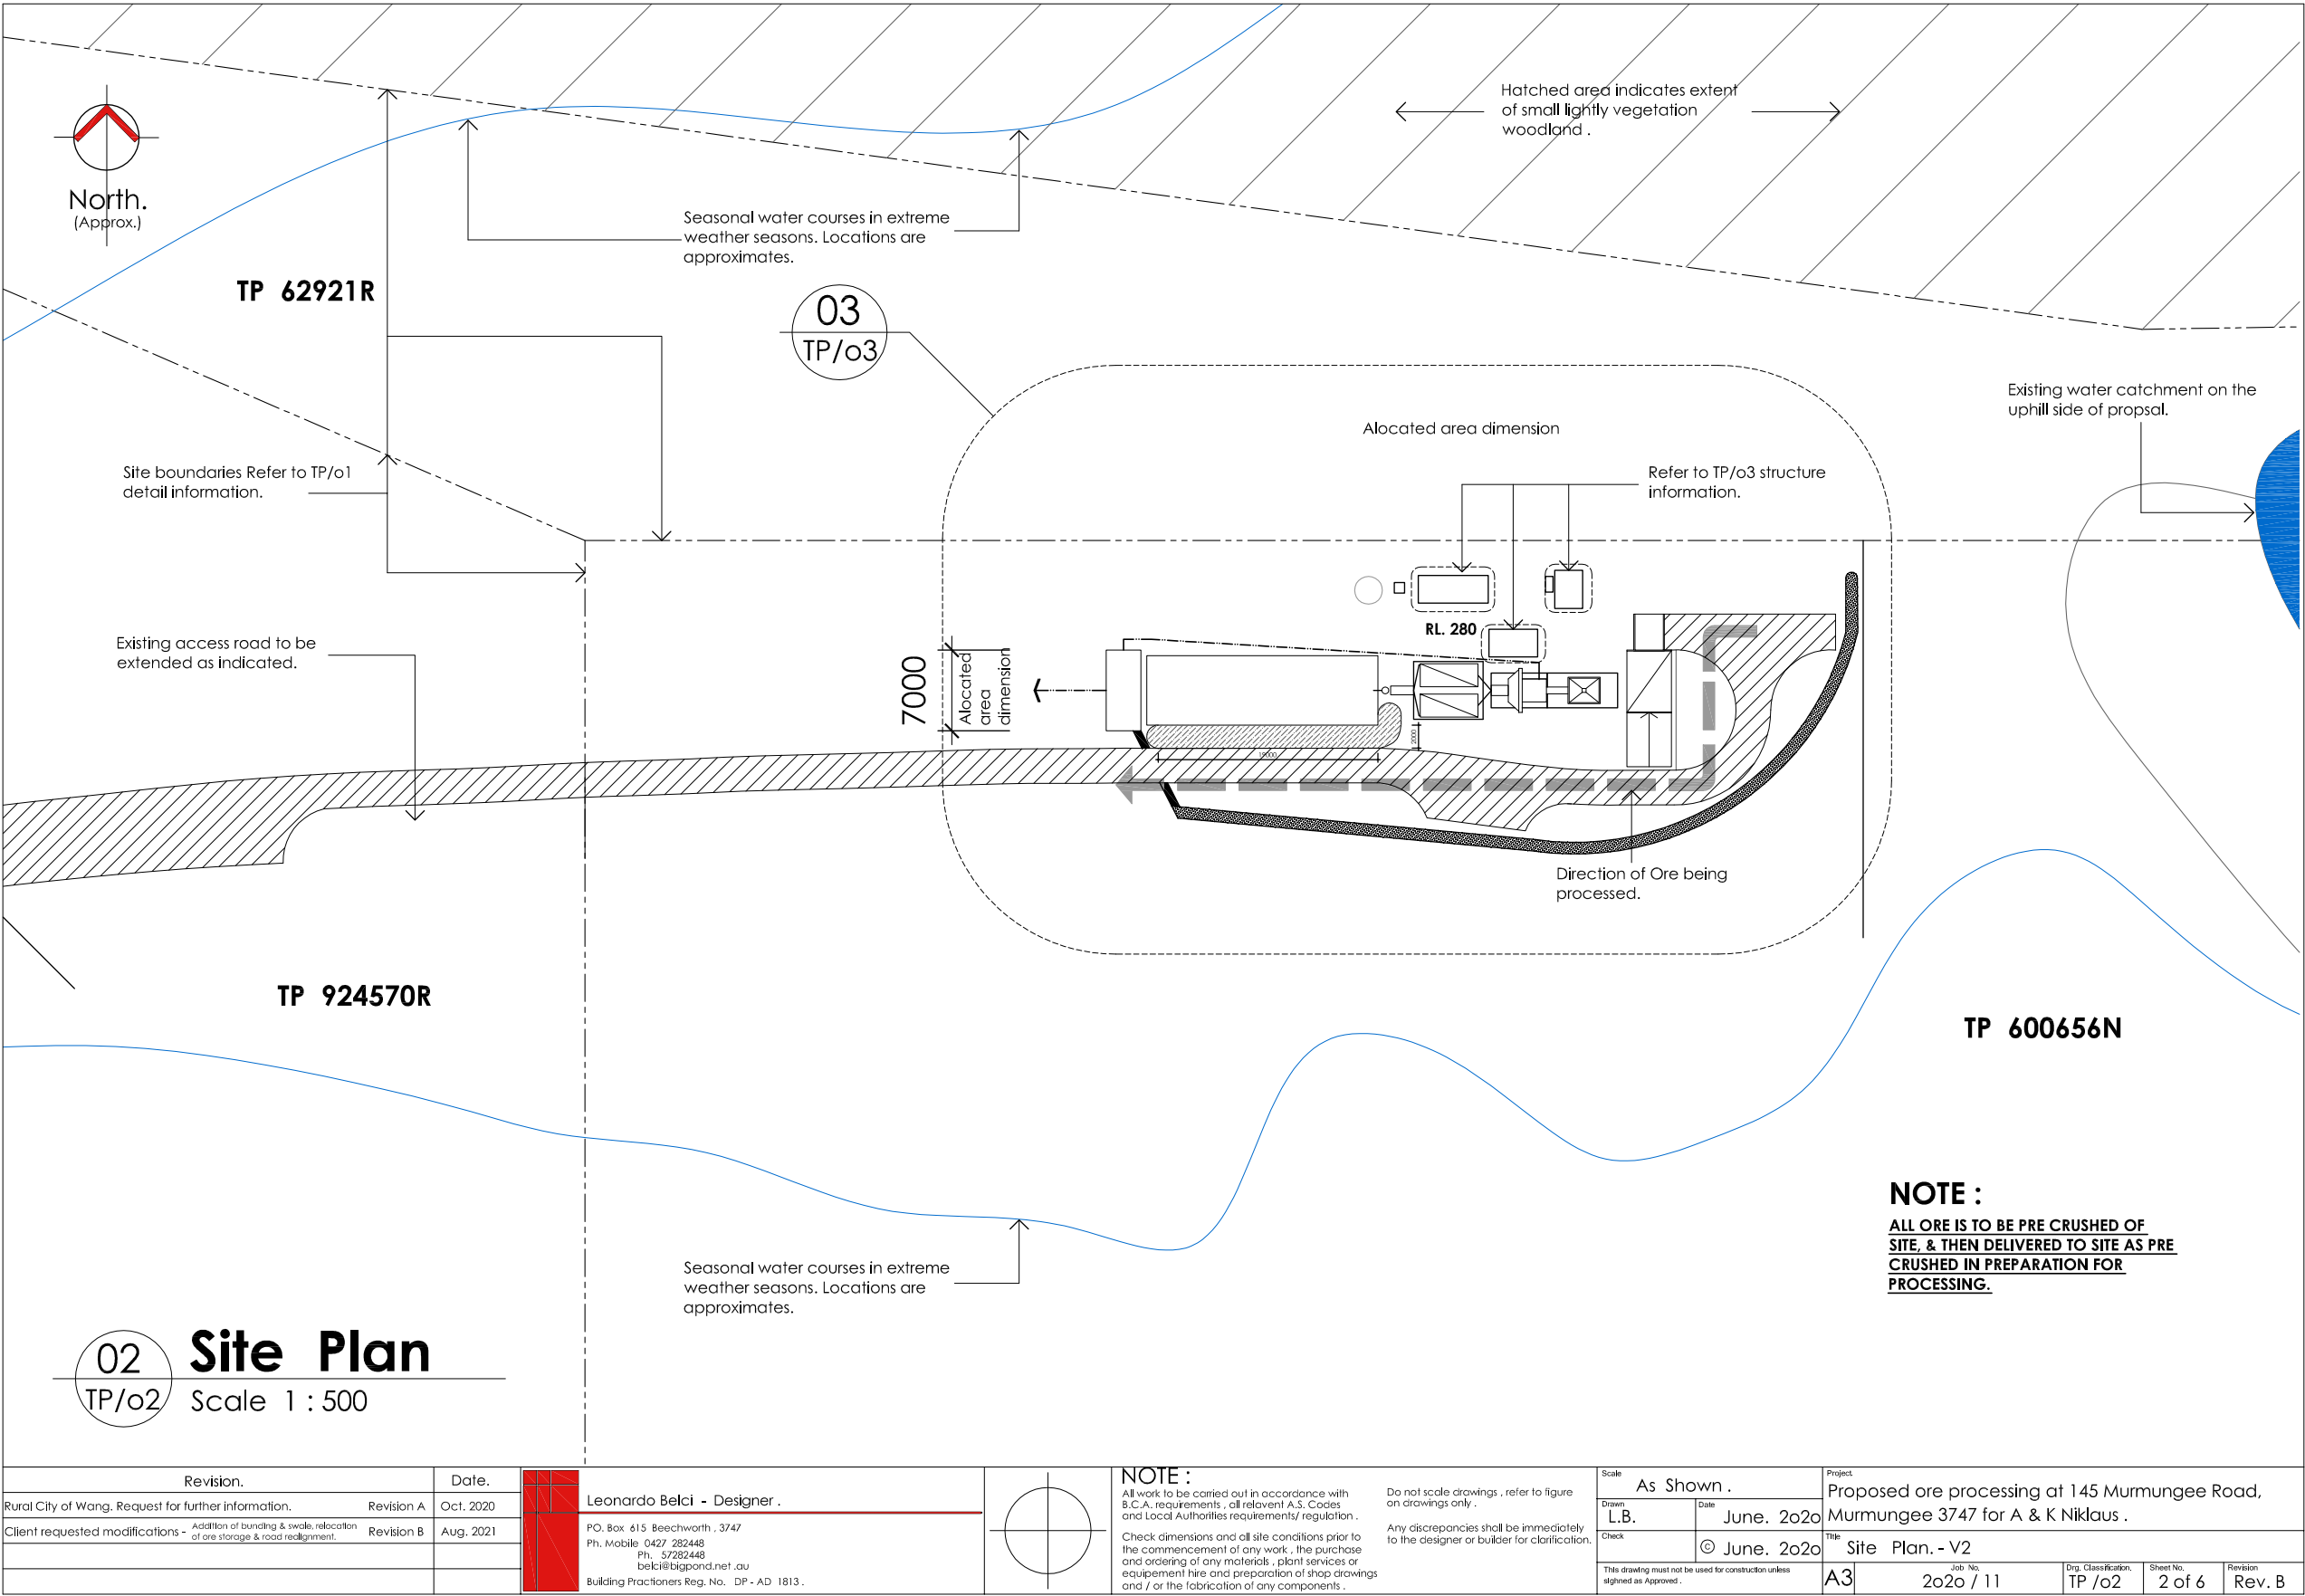 Hatched area indicates extent
of small lightly vegetation
woodland .
North.
(Approx.)
Seasonal water courses in extreme
weather seasons. Locations are
approximates.
TP 62921R
03
TP/o3
Existing water catchment on the
uphill side of propsal.
Alocated area dimension
Site boundaries Refer to TP/o1
detail information.
Refer to TP/o3 structure
information.
Existing access road to be
extended as indicated.
RL. 280
7000
Alocated
area
dimension
2000
15000
Direction of Ore being
processed.
TP 924570R
TP 600656N
NOTE :
ALL ORE IS TO BE PRE CRUSHED OF
SITE, & THEN DELIVERED TO SITE AS PRE
CRUSHED IN PREPARATION FOR
PROCESSING.
Seasonal water courses in extreme
weather seasons. Locations are
approximates.
02
TP/o2
Site Plan
Scale 1 : 500
Revision. Date.
Rural City of Wang. Request for further information. Revision A Oct. 2020
Client requested modifications - Addition of bunding & swale, relocation
of ore storage & road realignment. Revision B Aug. 2021
Leonardo Belci - Designer .
PO. Box 615 Beechworth , 3747
Ph. Mobile 0427 282448
Ph. 57282448
belci@bigpond.net .au
Building Practioners Reg. No. DP - AD 1813 .
NOTE :
All work to be carried out in accordance with
B.C.A. requirements , all relavent A.S. Codes
and Local Authorities requirements/ regulation .
Check dimensions and all site conditions prior to
the commencement of any work , the purchase
and ordering of any materials , plant services or
equipement hire and preparation of shop drawings
and / or the fabrication of any components .
Do not scale drawings , refer to figure
on drawings only .
Any discrepancies shall be immediately
to the designer or builder for clarification.
Scale
As Shown .
Drawn
L.B.
Date
June. 2o2o
Check
© June. 2o2o
This drawing must not be used for construction unless
sighned as Approved .
Project.
Proposed ore processing at 145 Murmungee Road,
Murmungee 3747 for A & K Niklaus .
Title
Site Plan. - V2
A3
Job No.
2o2o / 11
Drg. Classification.
TP /o2
Sheet No.
2 of 6
Revision
Rev. B